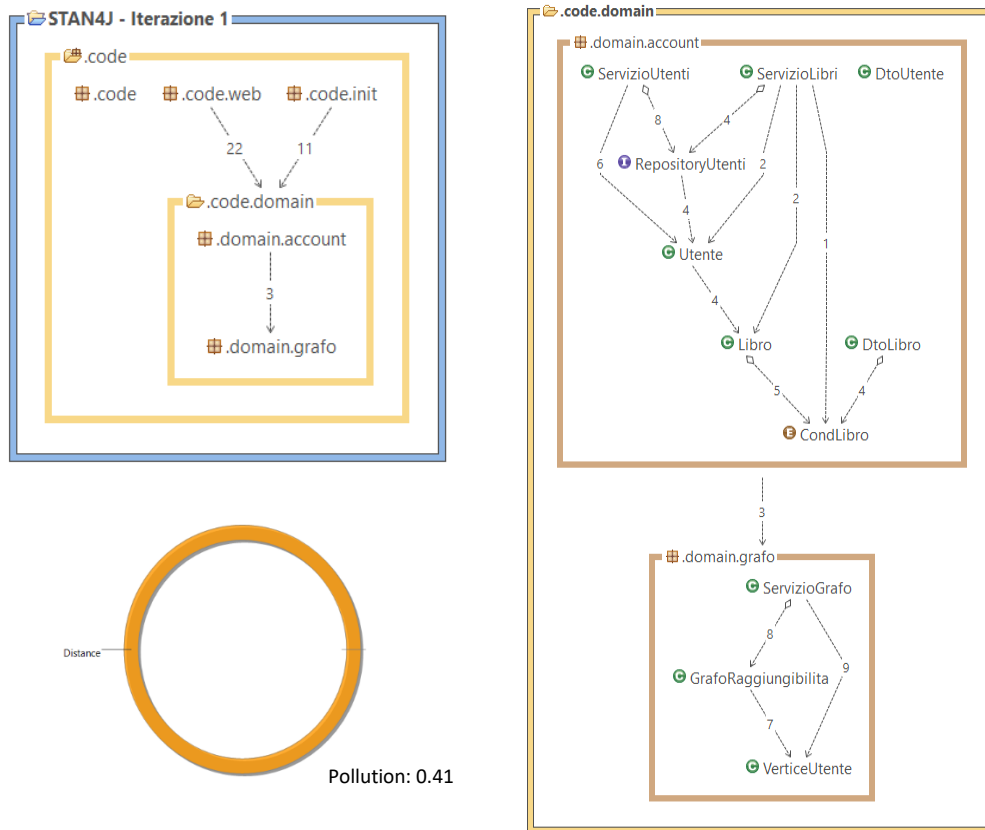 STAN4J - Iterazione 1
.code
.code .code.web .code.init
22 11
.code.domain
.domain.account
3
.domain.grafo
Distance
Pollution: 0.41
.code.domain
.domain.account
ServizioUtenti ServizioLibri DtoUtente
8 4
6 I RepositoryUtenti 2
2
4
1
Utente
4
Libro DtoLibro
5 4
E CondLibro
3
.domain.grafo
C ServizioGrafo
8
9
C GrafoRaggiungibilita
7
C VerticeUtente